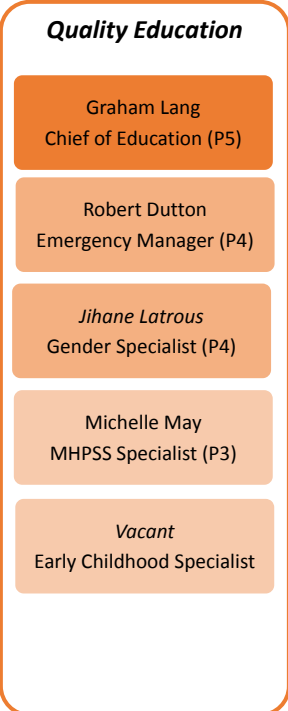 Quality Education
Graham Lang
Chief of Education (P5)
Robert Dutton
Emergency Manager (P4)
Jihane Latrous
Gender Specialist (P4)
Michelle May
MHPSS Specialist (P3)
Vacant
Early Childhood Specialist